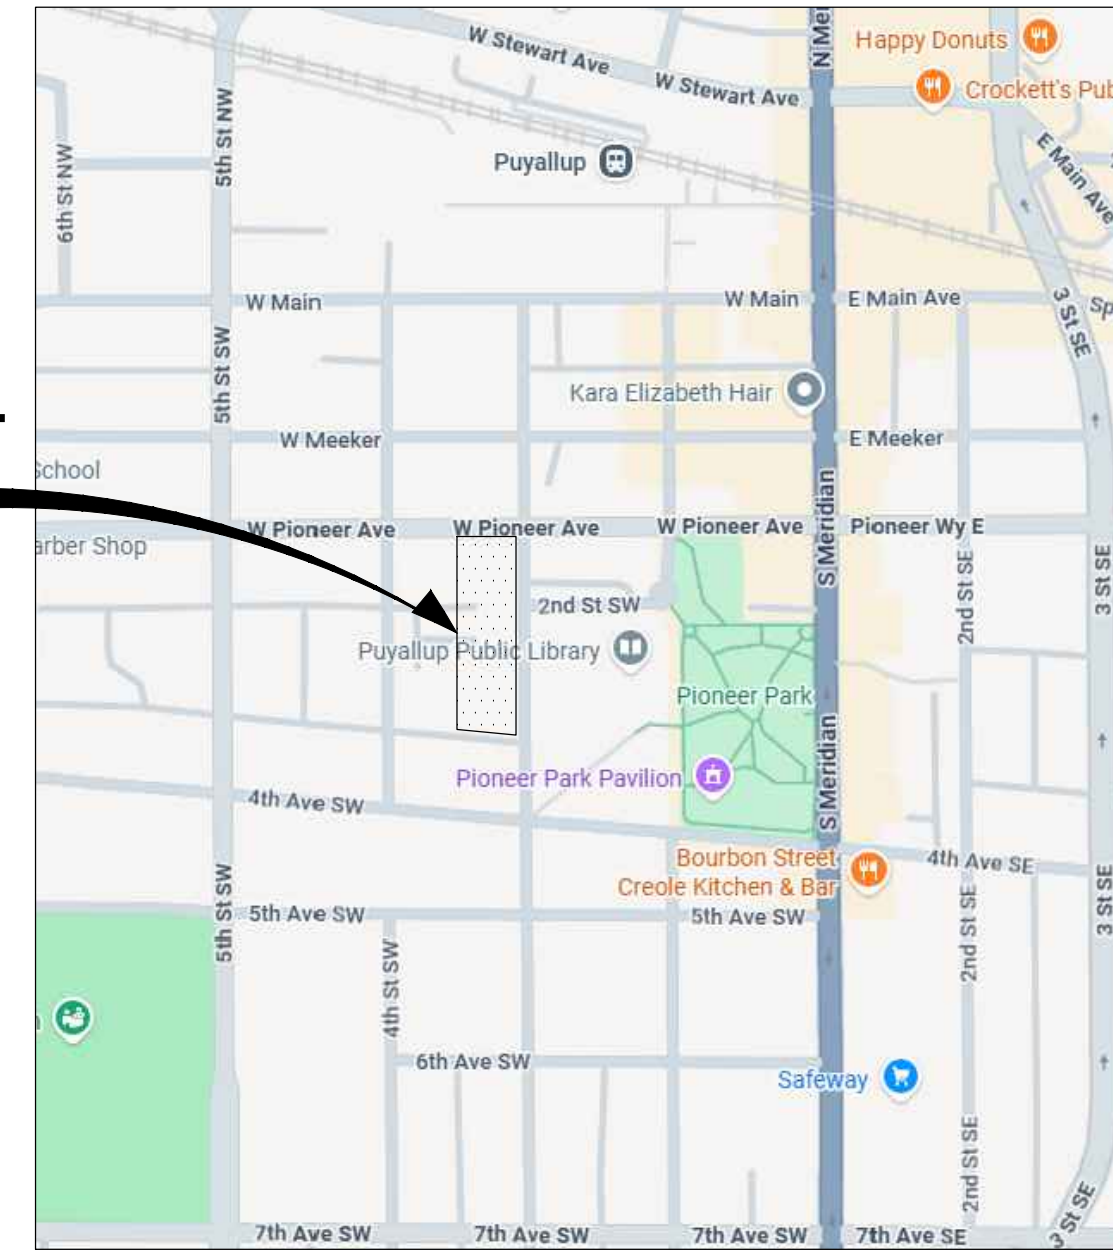 N Mer
Happy Donuts
W Stewart Ave
W Stewart Ave
Crockett's Pub
5th St NW
6th St NW
E Main Ave
Puyallup
W Main
W Main
E Main Ave
3 St SE
Sp
5th St SW
Kara Elizabeth Hair
W Meeker
E Meeker
School
S Meridian
W Pioneer Ave
W Pioneer Ave
W Pioneer Ave
Pioneer Wy E
arber Shop
2nd St SE
3 St SE
2nd St SW
Puyallup Public Library
Pioneer Park
S Meridian
Pioneer Park Pavilion
4th Ave SW
Bourbon Street
Creole Kitchen & Bar
4th Ave SE
3 St SE
5th St SW
5th Ave SW
5th Ave SW
2nd St SE
4th St SW
6th Ave SW
Safeway
2nd St SE
3 St SE
7th Ave SW
7th Ave SW
7th Ave SW
7th Ave SE